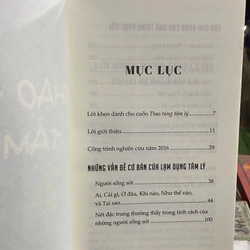 MỤC LỤC
Lời khen dành cho cuốn Thao túng tâm lý 7
Lời giới thiệu 11
Công trình nghiên cứu năm 2016 29
NHỮNG VẤN ĐỀ CƠ BẢN CỦA LẠM DỤNG TÂM LÝ
Người sống sót 38
Ai, Cái gì, Ở đâu, Khi nào, Như thế nào,
và Tại sao 44
Nét đặc trưng thường thấy trong tính cách của
những người sống sót 100
THAO
TÂM